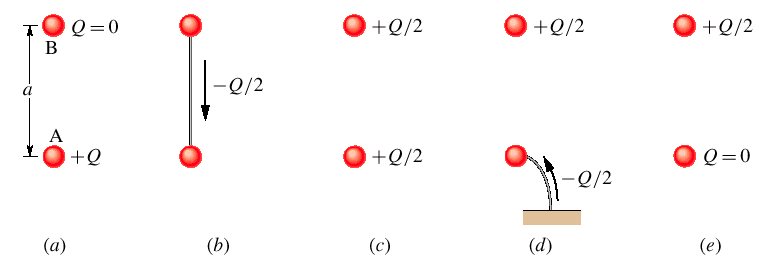 Q = 0
+Q/2
+Q/2
+Q/2
B
a
−Q/2
A
+Q
+Q/2
−Q/2
Q = 0
(a)
(b)
(c)
(d)
(e)